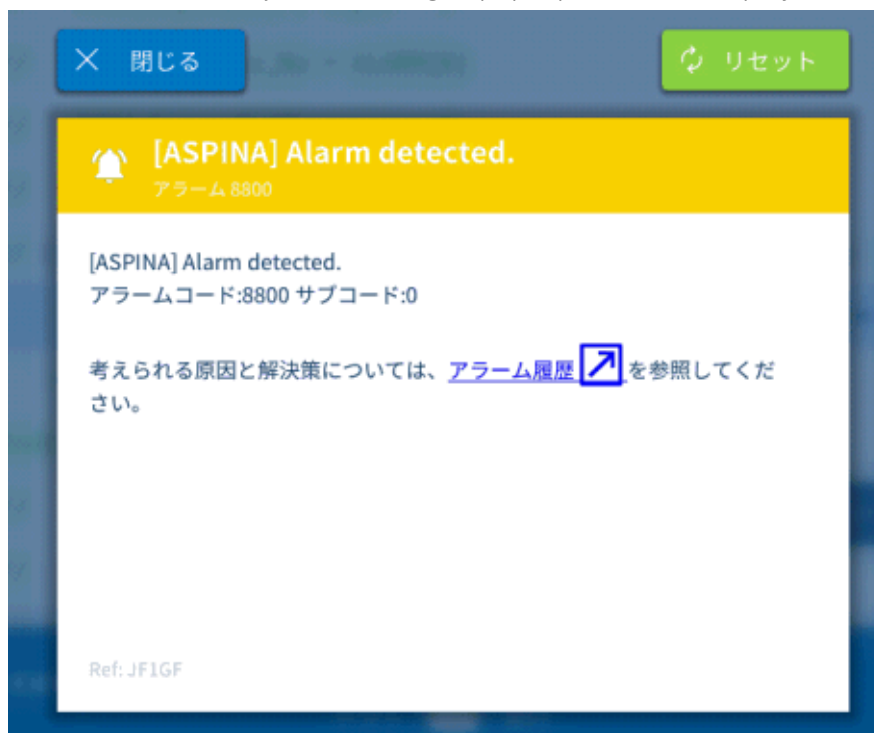 閉じる
リセット
[ASPINA] Alarm detected.
アラーム 8800
[ASPINA] Alarm detected.
アラームコード:8800 サブコード:0
考えられる原因と解決策については、アラーム履歴 を参照してくだ
さい。
Ref: JF1GF